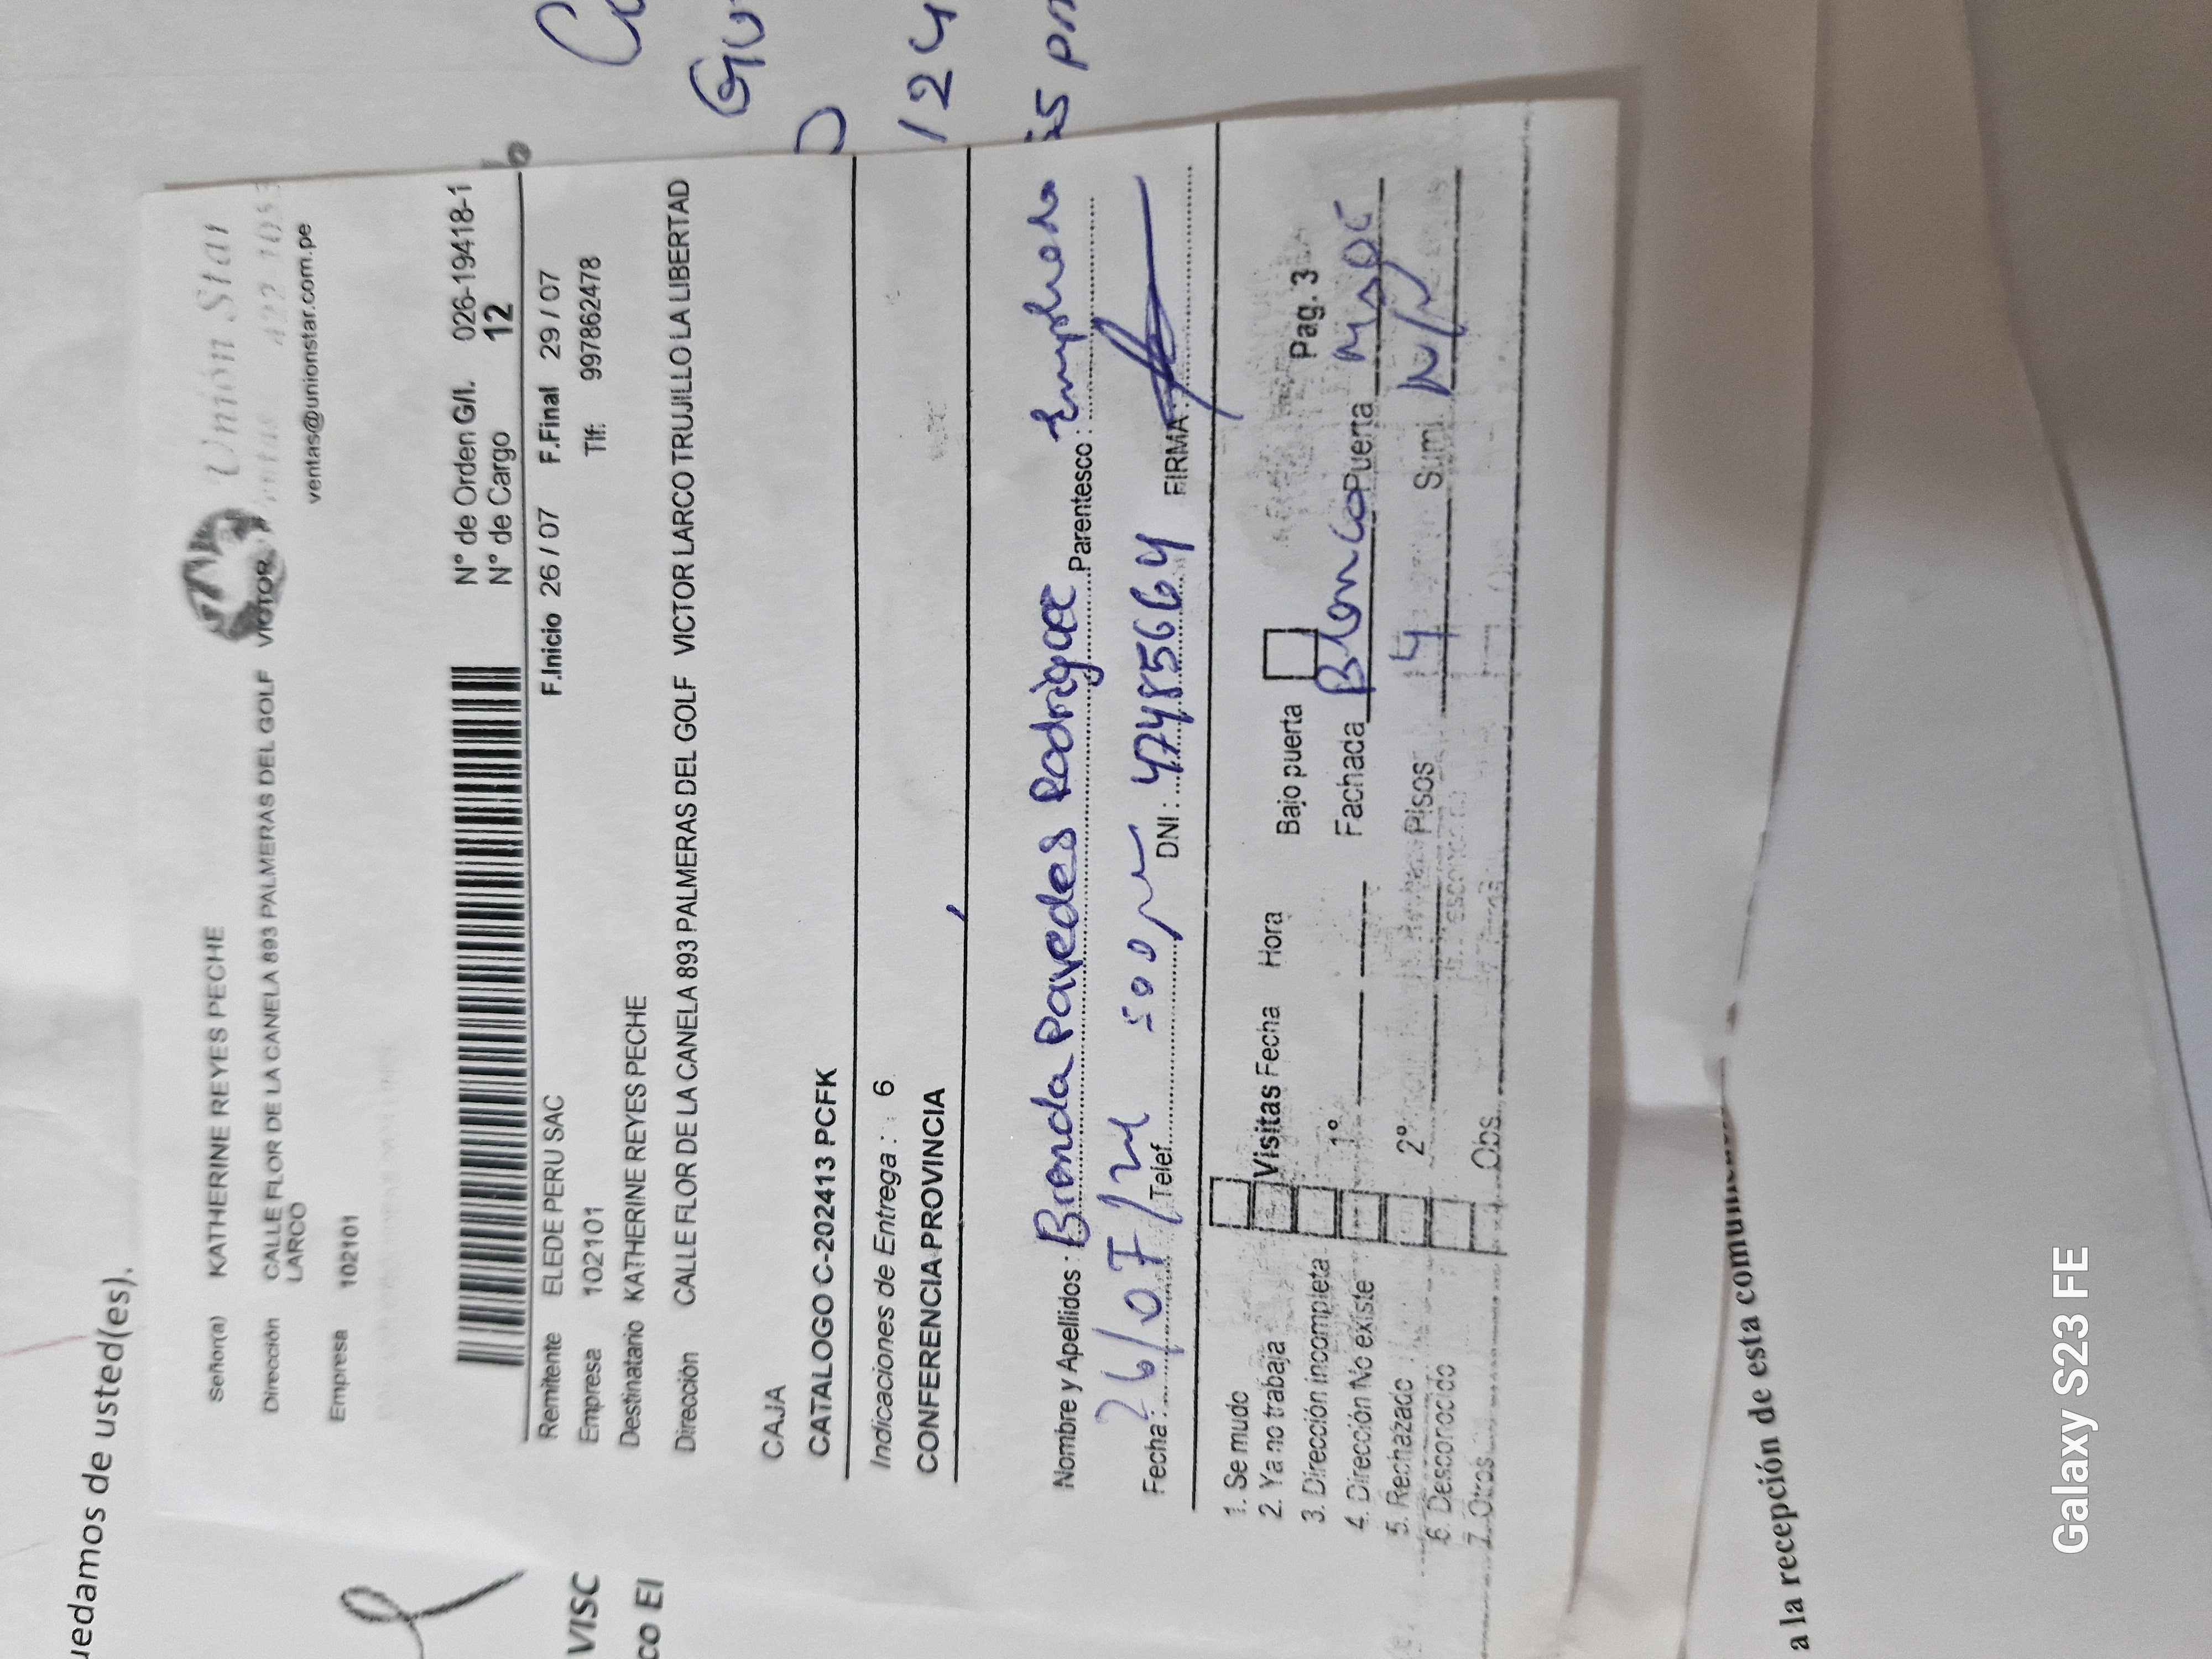 uedamos de usted(es).
Unión Star
Señor(a) KATHERINE REYES PECHE
Dirección CALLE FLOR DE LA CANELA 893 PALMERAS DEL GOLF VICTOR
LARCO
ventas@unionstar.com.pe
Empresa 102101
N° de Orden G/I. 026-19418-1
N° de Cargo 12
Remitente ELEDE PERU SAC F.Inicio 26 / 07 F.Final 29 / 07
Empresa 102101 Tlf: 997862478
Destinatario KATHERINE REYES PECHE
Dirección CALLE FLOR DE LA CANELA 893 PALMERAS DEL GOLF VICTOR LARCO TRUJILLO LA LIBERTAD
CAJA
CATALOGO C-202413 PCFK
Indicaciones de Entrega : 6
CONFERENCIA PROVINCIA
Nombre y Apellidos : Brenda Paredes Rodriguez Parentesco : Empleada
Fecha : 26/07/24 Telef. 500 pm DNI : 47485664 FIRMA :
1. Se mudo
2. Ya no trabaja Visitas Fecha Hora Bajo puerta Pag. 3
3. Dirección incompleta 1° Fachada Blanco Puerta
4. Dirección No existe
5. Rechazado 2° Pisos 4 Sumi N/N
6. Desconocido
7. Otros Obs
VISC
CO EI
124
a la recepción de esta
Galaxy S23 FE